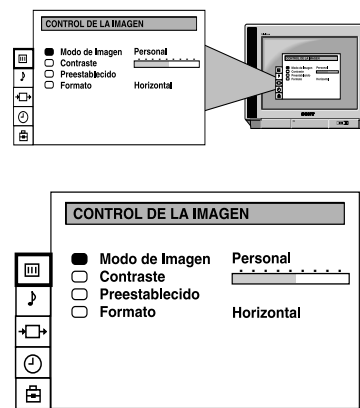 CONTROL DE LA IMAGEN
Modo de Imagen Personal
Contraste
Preestablecido
Formato Horizontal
SONY
CONTROL DE LA IMAGEN
Modo de Imagen Personal
Contraste
Preestablecido
Formato Horizontal